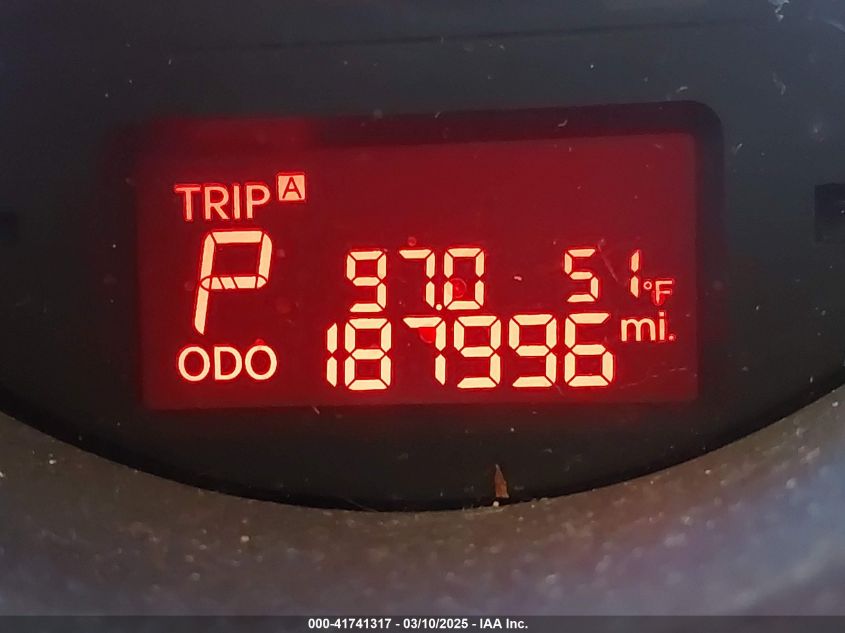 TRIP A
P 97.0 51°F
ODO 187996 mi.
000-41741317 - 03/10/2025 - IAA Inc.